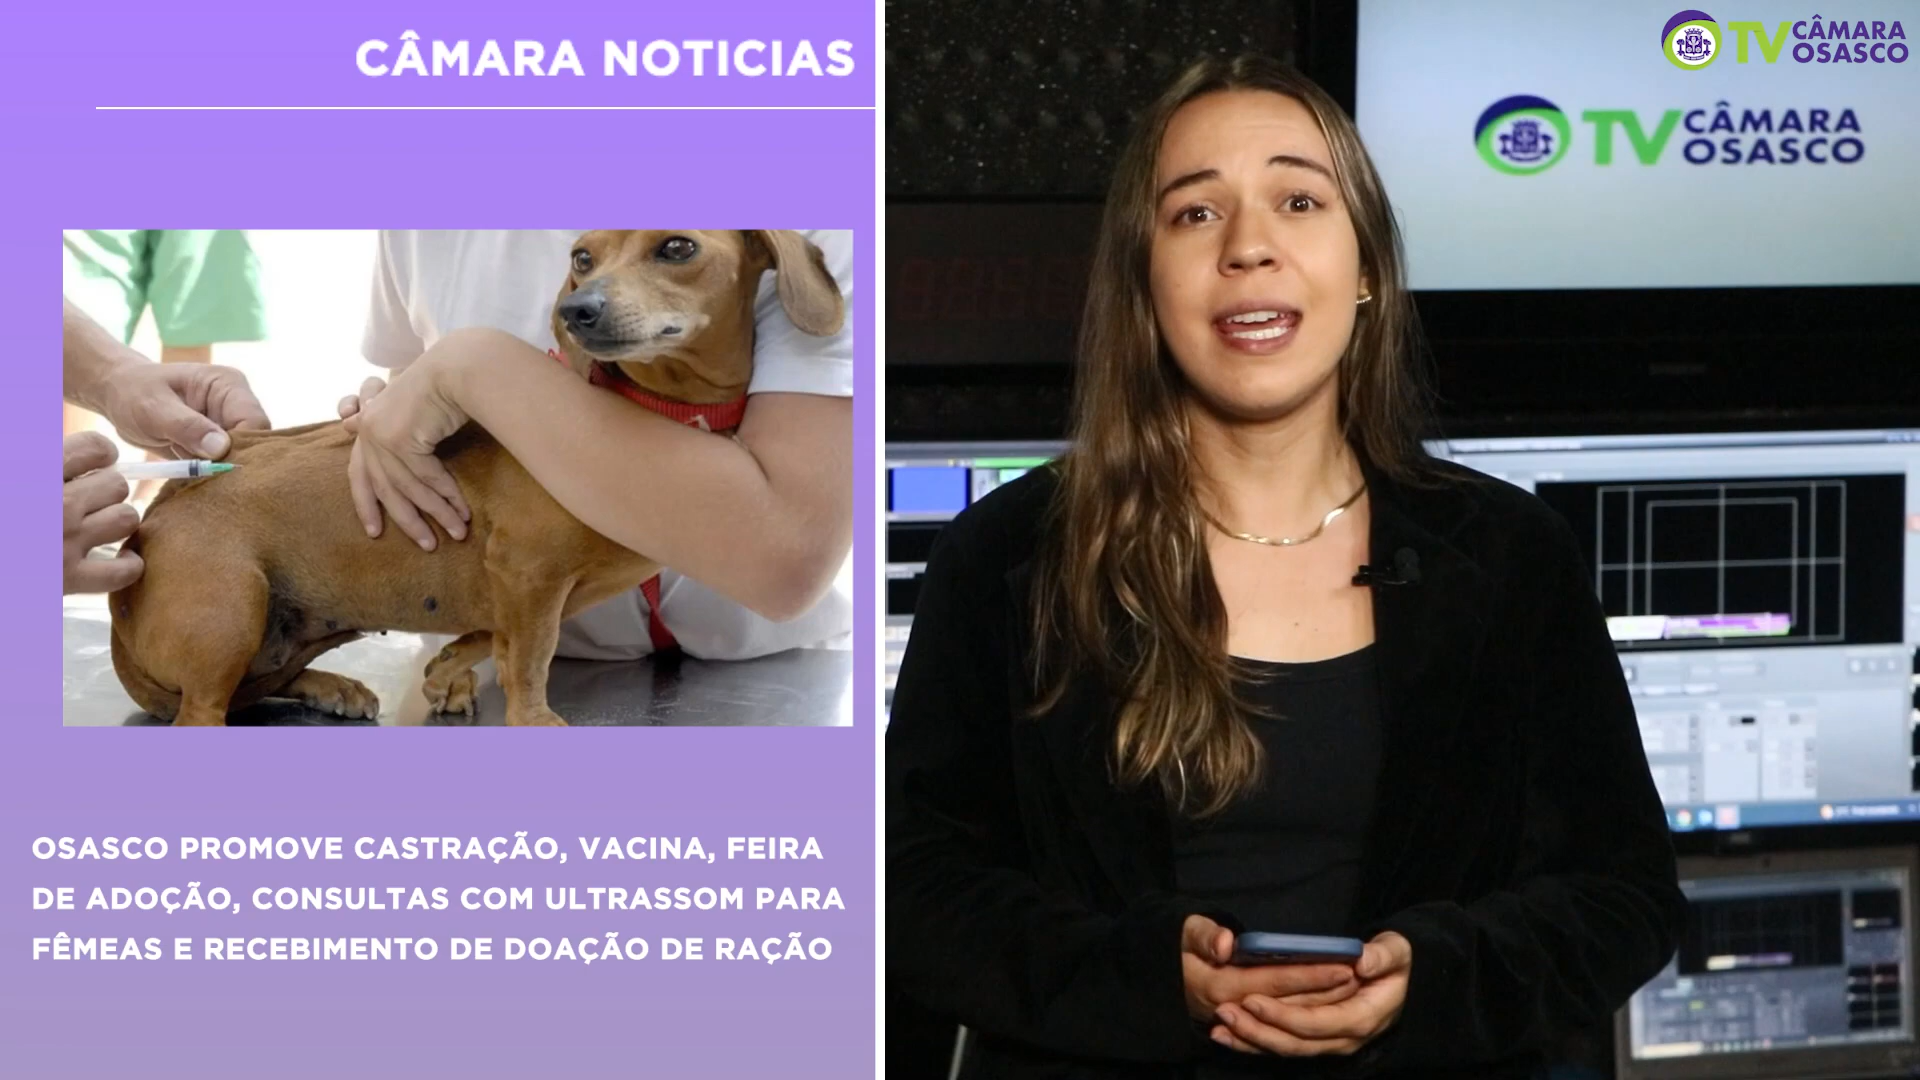 CÂMARA NOTICIAS
TV CÂMARA OSASCO
TV CÂMARA OSASCO
OSASCO PROMOVE CASTRAÇÃO, VACINA, FEIRA
DE ADOÇÃO, CONSULTAS COM ULTRASSOM PARA
FÊMEAS E RECEBIMENTO DE DOAÇÃO DE RAÇÃO